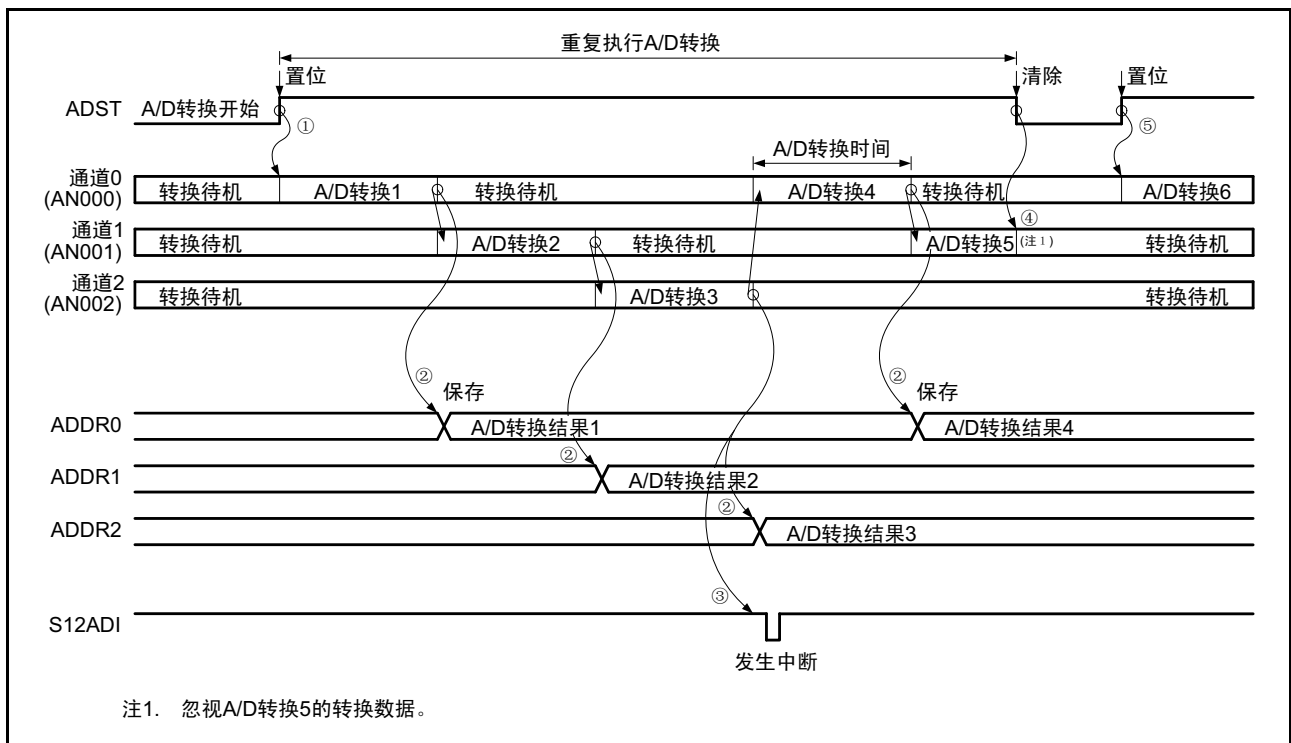 重复执行A/D转换
置位 清除 置位
ADST A/D转换开始
① ⑤
A/D转换时间
通道0
(AN000) 转换待机 A/D转换1 转换待机 A/D转换4 转换待机 A/D转换6
④
通道1
(AN001) 转换待机 A/D转换2 转换待机 A/D转换5 (注1) 转换待机
通道2
(AN002) 转换待机 A/D转换3 转换待机
② ②
保存 保存
ADDR0 A/D转换结果1 A/D转换结果4
②
ADDR1 A/D转换结果2
②
ADDR2 A/D转换结果3
③
S12ADI
发生中断
注1. 忽视A/D转换5的转换数据。